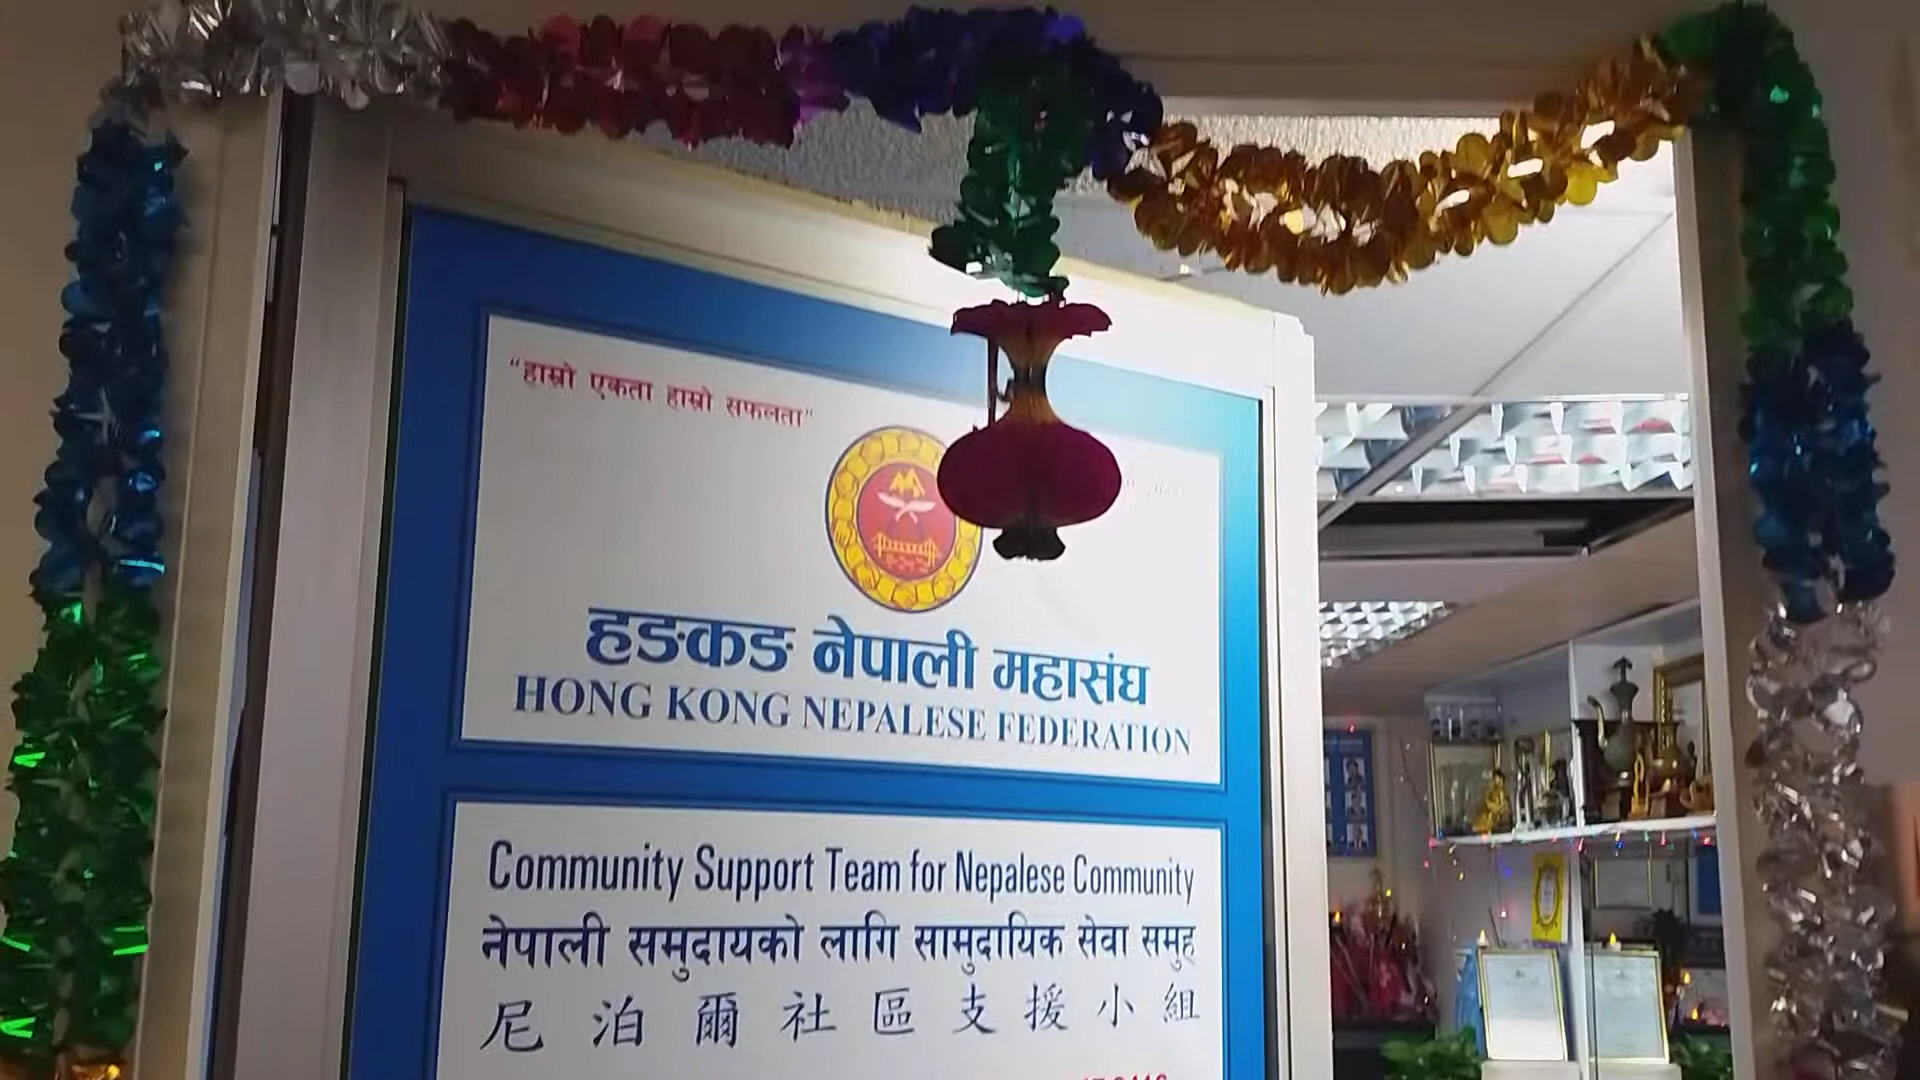 “हाम्रो एकता हाम्रो सफलता”
हङकङ नेपाली महासंघ
HONG KONG NEPALESE FEDERATION
Community Support Team for Nepalese Community
नेपाली समुदायको लागि सामुदायिक सेवा समुह
尼泊爾社區支援小組